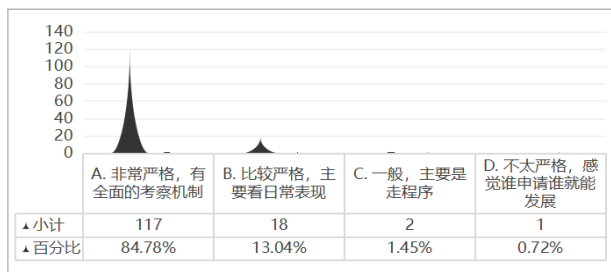 140
120
100
80
60
40
20
0
A. 非常严格，有全面的考察机制
B. 比较严格，主要看日常表现
C. 一般，主要是走程序
D. 不太严格，感觉谁申请谁就能发展
小计 117 18 2 1
百分比 84.78% 13.04% 1.45% 0.72%